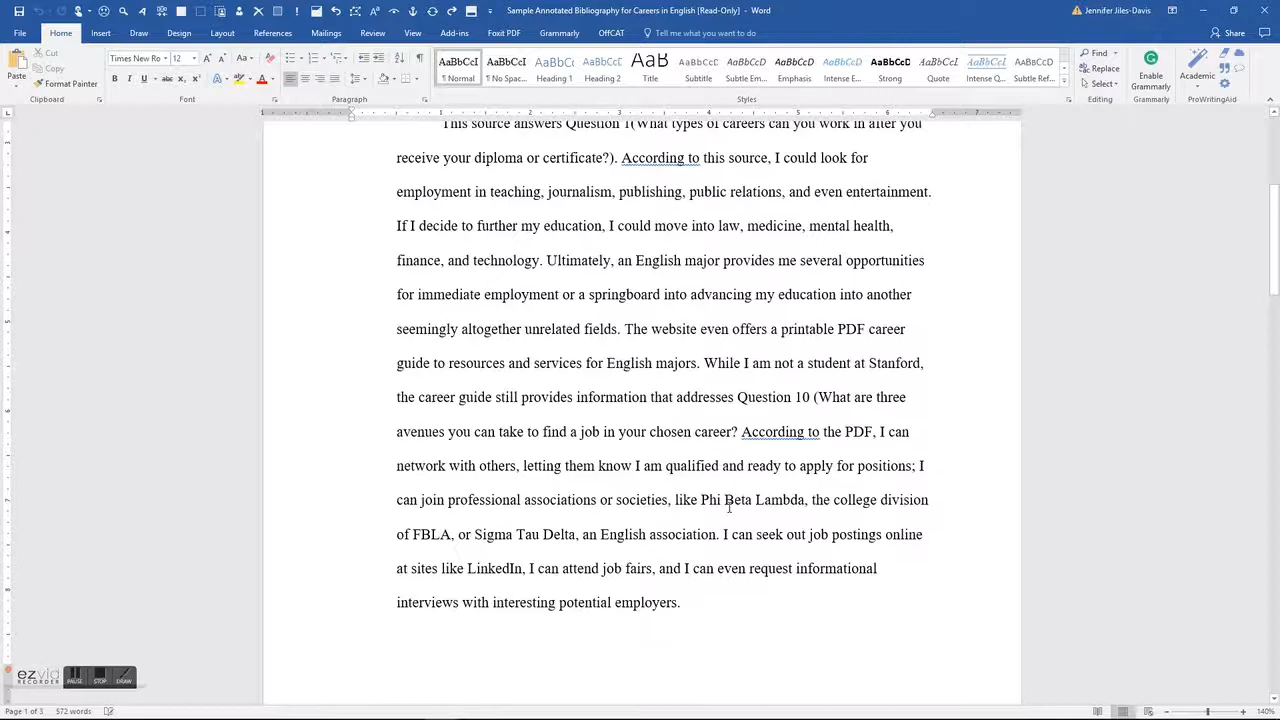 Sample Annotated Bibliography for Careers in English [Read-Only] - Word
Jennifer Jiles-Davis
File Home Insert Draw Design Layout References Mailings Review View Add-ins Foxit PDF Grammarly OffCAT Tell me what you want to do Share
Paste
Cut
Copy
Format Painter
Clipboard
Times New Ro 12
B I U abc
Font
Paragraph
AaBbCcI AaBbCcI AaBbC AaBbCcI AaB AaBbCcD AaBbCcD AaBbCcD AaBbCcD AaBbCcD AaBbCcI AaBbCcI AaBbCcD
¶ Normal ¶ No Spac... Heading 1 Heading 2 Title Subtitle Subtle Em... Emphasis Intense E... Strong Quote Intense Q... Subtle Ref...
Styles
Find
Replace
Select
Editing
Enable Grammarly
Grammarly
Academic
ProWritingAid
1 1 2 3 4 5 6 7
This source answers Question 1(What types of careers can you work in after you
receive your diploma or certificate?). According to this source, I could look for
employment in teaching, journalism, publishing, public relations, and even entertainment.
If I decide to further my education, I could move into law, medicine, mental health,
finance, and technology. Ultimately, an English major provides me several opportunities
for immediate employment or a springboard into advancing my education into another
seemingly altogether unrelated fields. The website even offers a printable PDF career
guide to resources and services for English majors. While I am not a student at Stanford,
the career guide still provides information that addresses Question 10 (What are three
avenues you can take to find a job in your chosen career? According to the PDF, I can
network with others, letting them know I am qualified and ready to apply for positions; I
can join professional associations or societies, like Phi Beta Lambda, the college division
of FBLA, or Sigma Tau Delta, an English association. I can seek out job postings online
at sites like LinkedIn, I can attend job fairs, and I can even request informational
interviews with interesting potential employers.
ezvid
RECORDER
PAUSE STOP DRAW
Page 1 of 3 572 words 140%